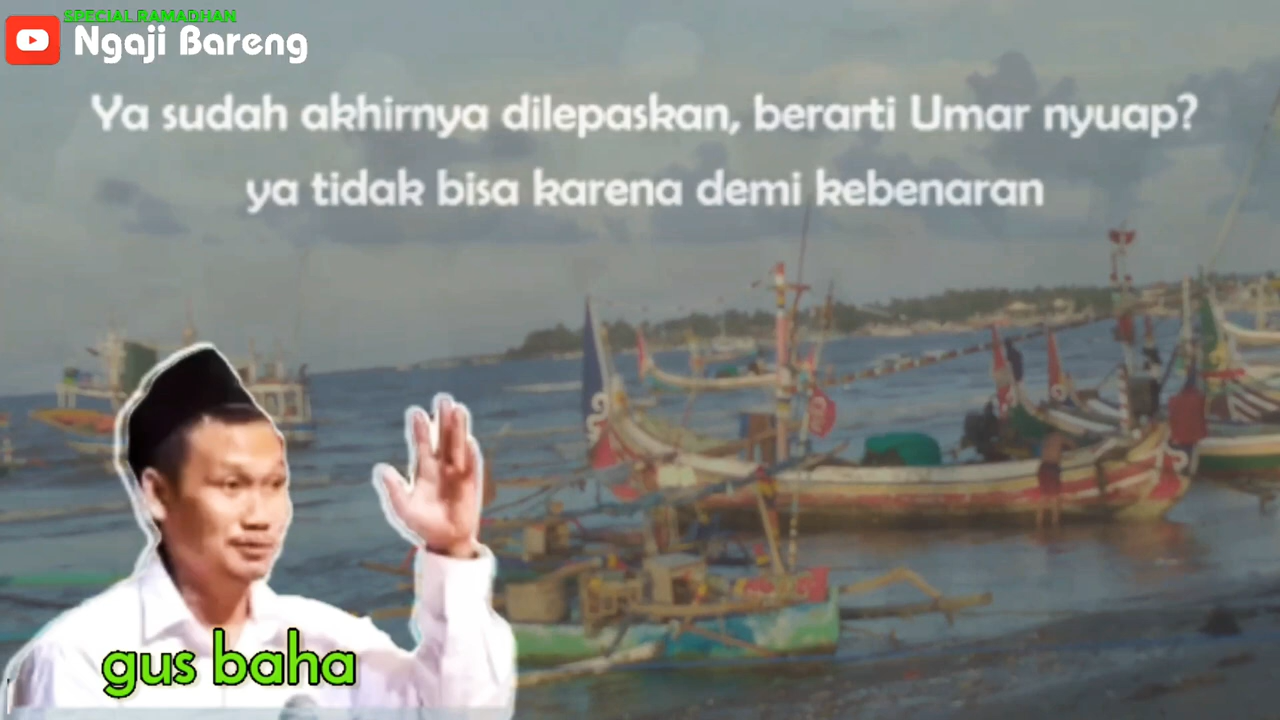 SPECIAL RAMADHAN
Ngaji Bareng
Ya sudah akhirnya dilepaskan, berarti Umar nyuap?
ya tidak bisa karena demi kebenaran
gus baha